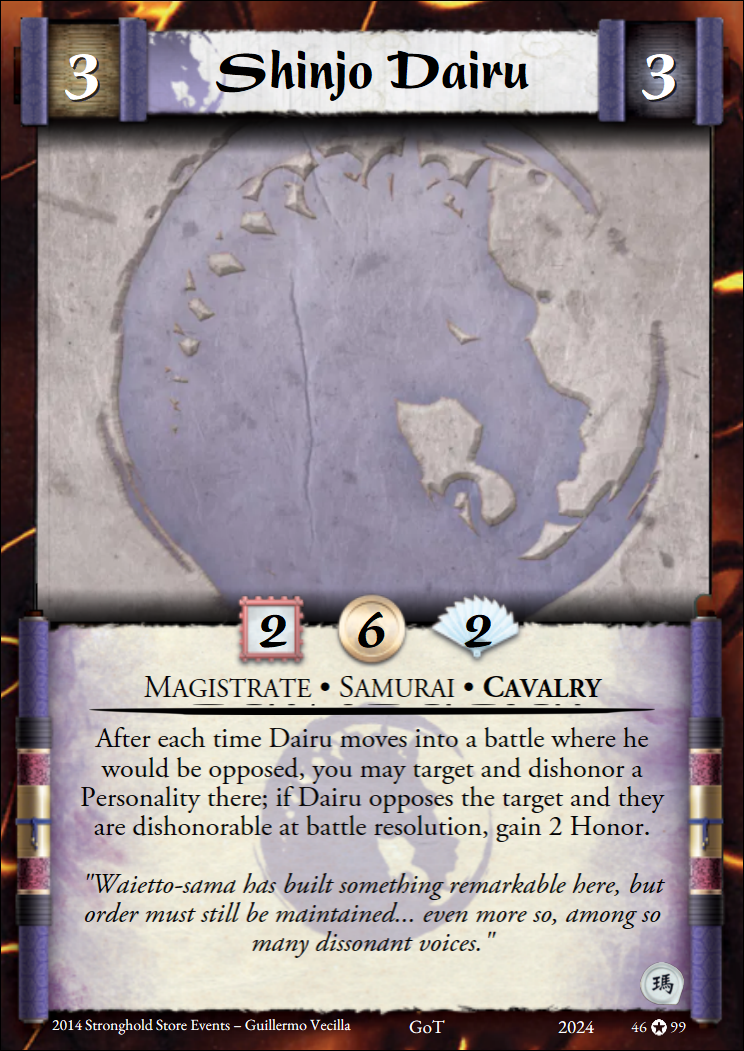 3 Shinjo Dairu 3
2 6 2
MAGISTRATE • SAMURAI • CAVALRY
After each time Dairu moves into a battle where he
would be opposed, you may target and dishonor a
Personality there; if Dairu opposes the target and they
are dishonorable at battle resolution, gain 2 Honor.
"Waietto-sama has built something remarkable here, but
order must still be maintained... even more so, among so
many dissonant voices."
瑪
2014 Stronghold Store Events – Guillermo Vecilla GoT 2024 46 ✪ 99